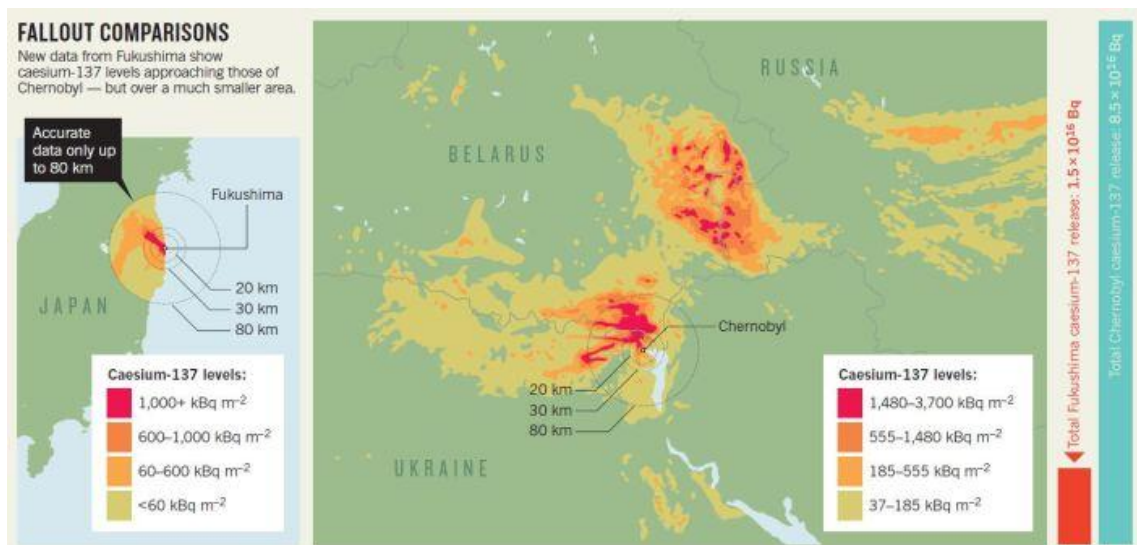 FALLOUT COMPARISONS
New data from Fukushima show
caesium-137 levels approaching those of
Chernobyl — but over a much smaller area.
Accurate
data only up
to 80 km
Fukushima
20 km
30 km
80 km
JAPAN
Caesium-137 levels:
1,000+ kBq m⁻²
600–1,000 kBq m⁻²
60–600 kBq m⁻²
<60 kBq m⁻²
RUSSIA
BELARUS
Chernobyl
20 km
30 km
80 km
UKRAINE
Caesium-137 levels:
1,480–3,700 kBq m⁻²
555–1,480 kBq m⁻²
185–555 kBq m⁻²
37–185 kBq m⁻²
Total Fukushima caesium-137 release: 1.5 × 10¹⁶ Bq
Total Chernobyl caesium-137 release: 8.5 × 10¹⁶ Bq